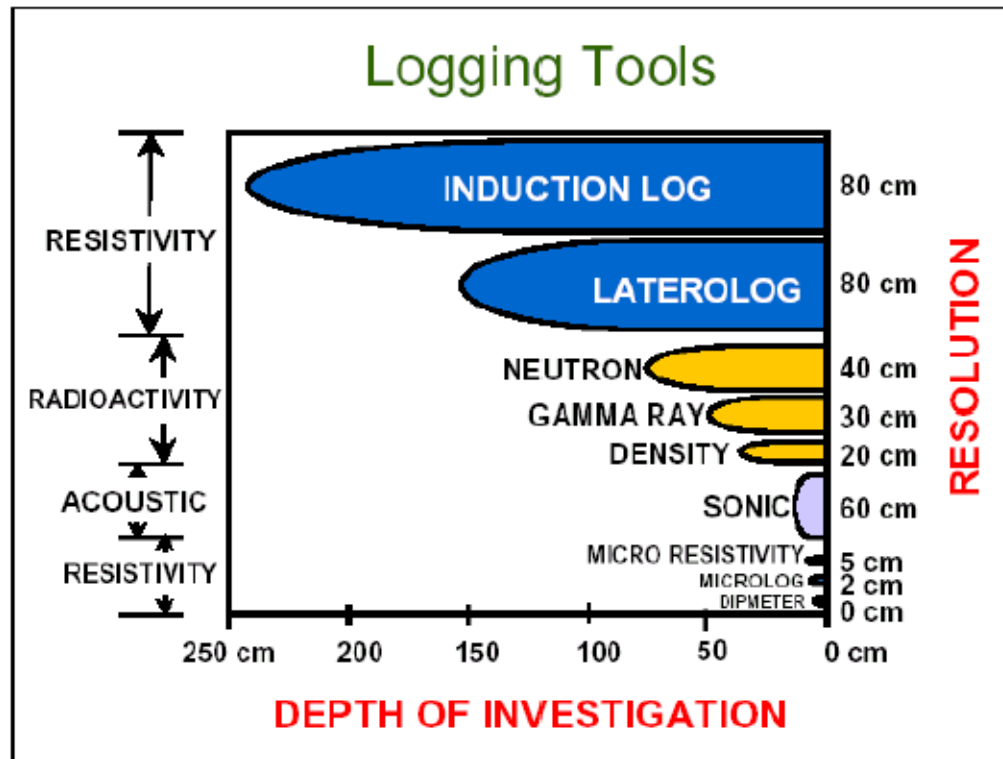 Logging Tools
INDUCTION LOG
80 cm
RESISTIVITY
LATEROLOG
80 cm
NEUTRON
40 cm
RADIOACTIVITY
GAMMA RAY
30 cm
DENSITY
20 cm
ACOUSTIC
SONIC
60 cm
MICRO RESISTIVITY
5 cm
RESISTIVITY
MICROLOG
2 cm
DIPMETER
0 cm
RESOLUTION
250 cm 200 150 100 50 0 cm
DEPTH OF INVESTIGATION